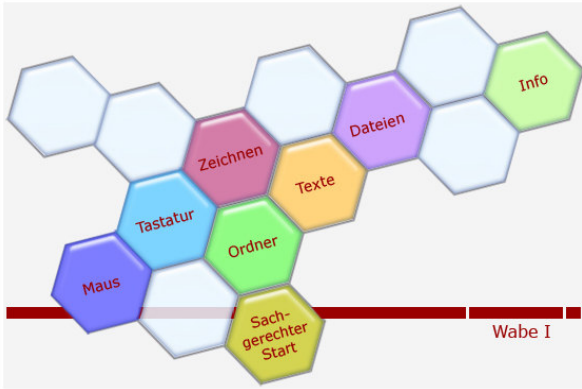 Info
Dateien
Zeichnen
Texte
Tastatur
Ordner
Maus
Sach-
gerechter
Start
Wabe I